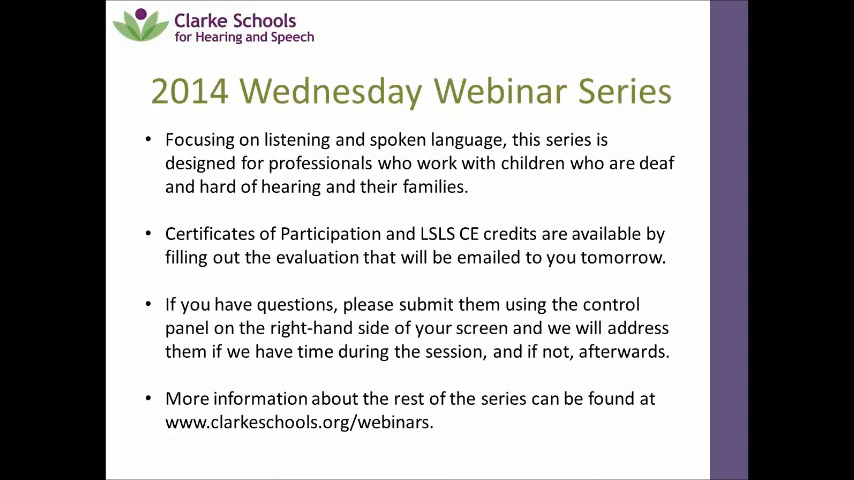 Clarke Schools
for Hearing and Speech
2014 Wednesday Webinar Series
• Focusing on listening and spoken language, this series is
designed for professionals who work with children who are deaf
and hard of hearing and their families.
• Certificates of Participation and LSLS CE credits are available by
filling out the evaluation that will be emailed to you tomorrow.
• If you have questions, please submit them using the control
panel on the right-hand side of your screen and we will address
them if we have time during the session, and if not, afterwards.
• More information about the rest of the series can be found at
www.clarkeschools.org/webinars.